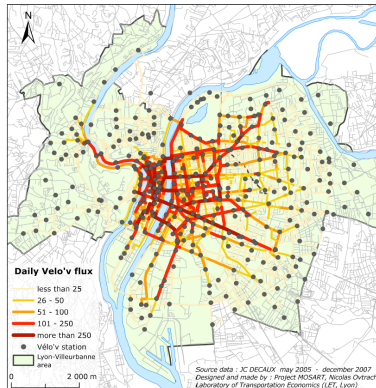 N
Daily Velo'v flux
less than 25
26 - 50
51 - 100
101 - 250
more than 250
Vélo'v station
Lyon-Villeurbanne
area
0 2 000 m
Source data : JC DECAUX may 2005 - december 2007
Designed and made by : Project MOSART, Nicolas Ovtracht
Laboratory of Transportation Economics (LET, Lyon)